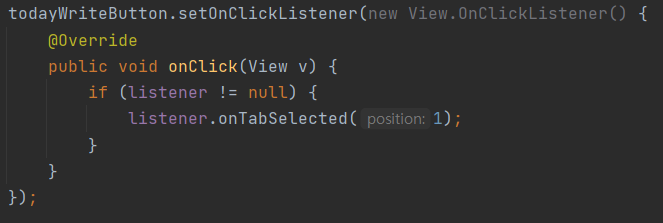 todayWriteButton.setOnClickListener(new View.OnClickListener() {
    @Override
    public void onClick(View v) {
        if (listener != null) {
            listener.onTabSelected( position: 1);
        }
    }
});